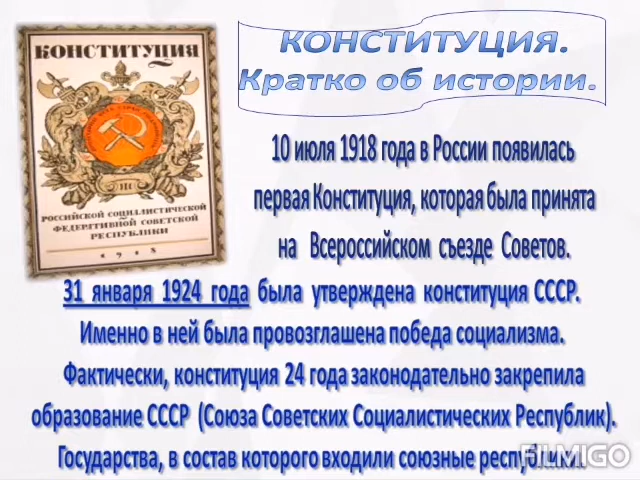 КОНСТИТУЦИЯ.
Кратко об истории.
КОНСТИТУЦИЯ
РОССИЙСКОЙ СОЦИАЛИСТИЧЕСКОЙ
ФЕДЕРАТИВНОЙ СОВЕТСКОЙ
РЕСПУБЛИКИ
1918
10 июля 1918 года в России появилась
первая Конституция, которая была принята
на Всероссийском съезде Советов.
31 января 1924 года была утверждена конституция СССР.
Именно в ней была провозглашена победа социализма.
Фактически, конституция 24 года законодательно закрепила
образование СССР (Союза Советских Социалистических Республик).
Государства, в состав которого входили союзные республики.
FILMIGO